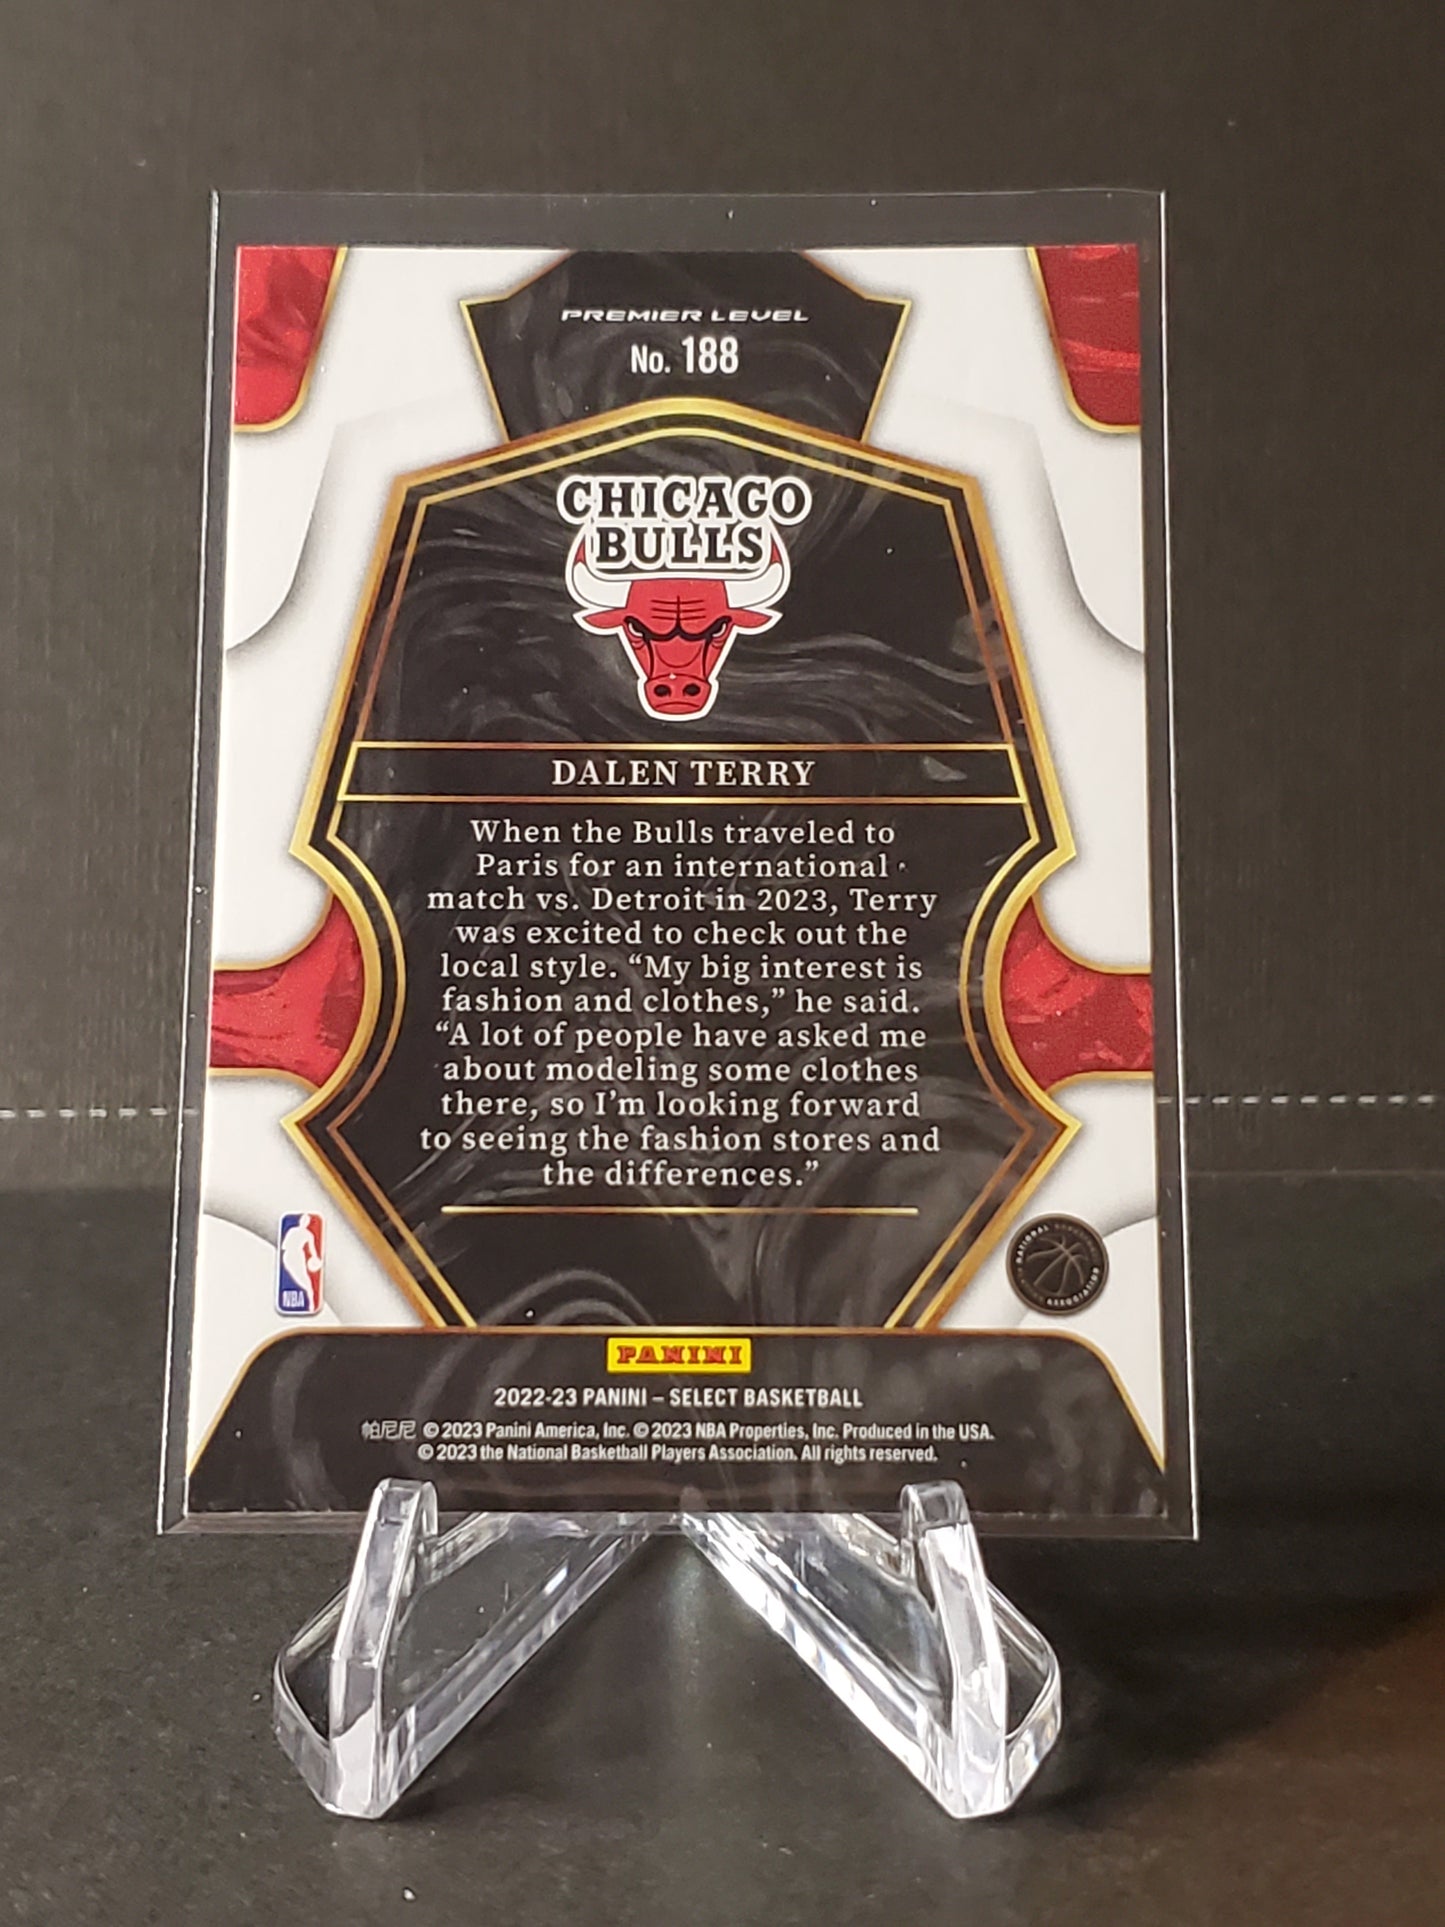 PREMIER LEVEL
No. 188
CHICAGO
BULLS
DALEN TERRY
When the Bulls traveled to
Paris for an international
match vs. Detroit in 2023, Terry
was excited to check out the
local style. “My big interest is
fashion and clothes,” he said.
“A lot of people have asked me
about modeling some clothes
there, so I’m looking forward
to seeing the fashion stores and
the differences.”
NBA
NATIONAL
ASSOCIATION
PANINI
2022-23 PANINI – SELECT BASKETBALL
帕尼尼 © 2023 Panini America, Inc. © 2023 NBA Properties, Inc. Produced in the USA.
© 2023 the National Basketball Players Association. All rights reserved.